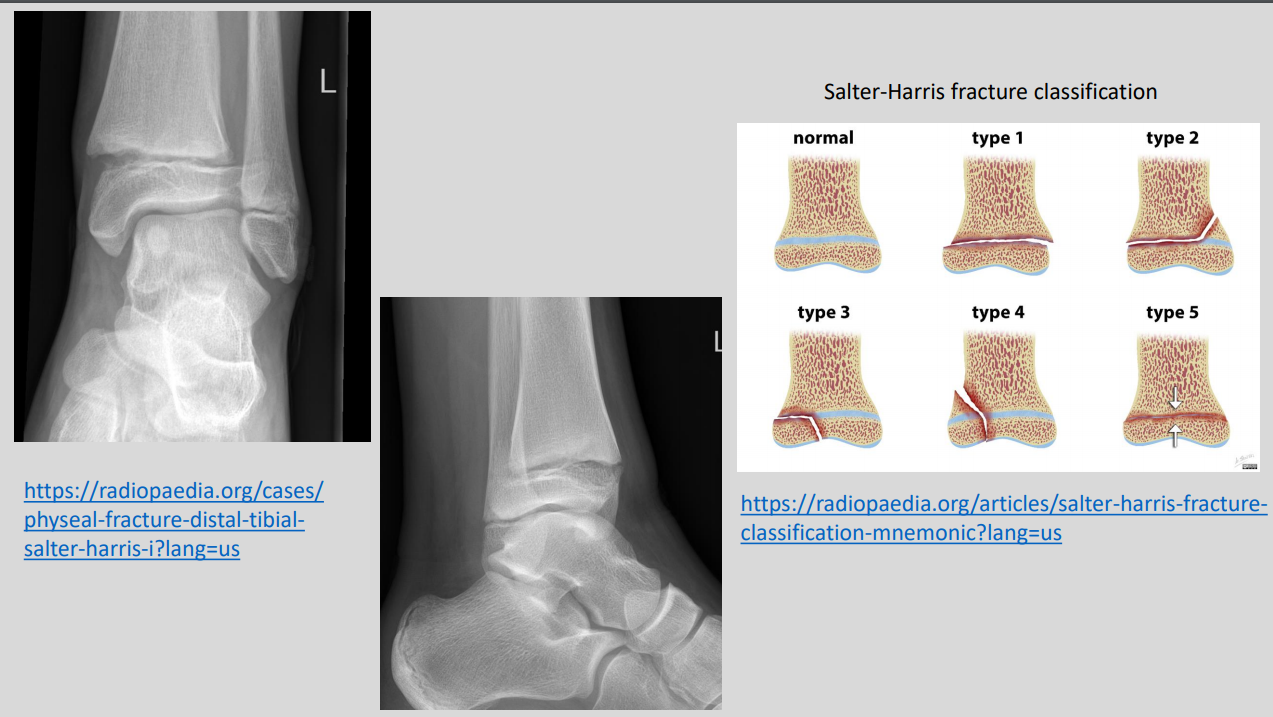 L
https://radiopaedia.org/cases/
physeal-fracture-distal-tibial-
salter-harris-i?lang=us
L
Salter-Harris fracture classification
normal
type 1
type 2
type 3
type 4
type 5
https://radiopaedia.org/articles/salter-harris-fracture-
classification-mnemonic?lang=us